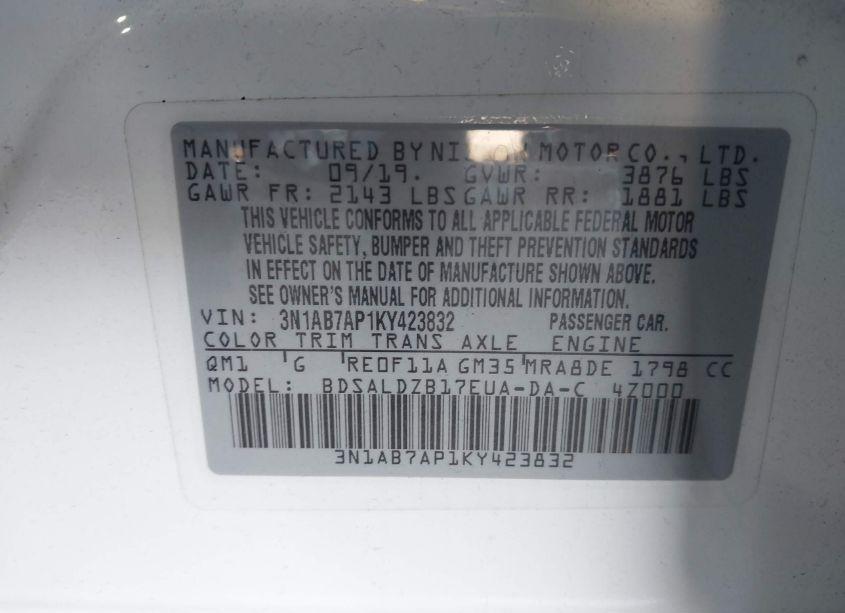 MANUFACTURED BY NISSAN MOTOR CO., LTD.
DATE: 09/19. GVWR: 3876 LBS
GAWR FR: 2143 LBS GAWR RR: 1881 LBS
THIS VEHICLE CONFORMS TO ALL APPLICABLE FEDERAL MOTOR
VEHICLE SAFETY, BUMPER AND THEFT PREVENTION STANDARDS
IN EFFECT ON THE DATE OF MANUFACTURE SHOWN ABOVE.
SEE OWNER'S MANUAL FOR ADDITIONAL INFORMATION.
VIN: 3N1AB7AP1KY423832 PASSENGER CAR.
COLOR TRIM TRANS AXLE ENGINE
QM1 G RE0F11A GM35 MRA8DE 1798 CC
MODEL: BDSALDZB17EUA-DA-C 4Z000
3N1AB7AP1KY423832